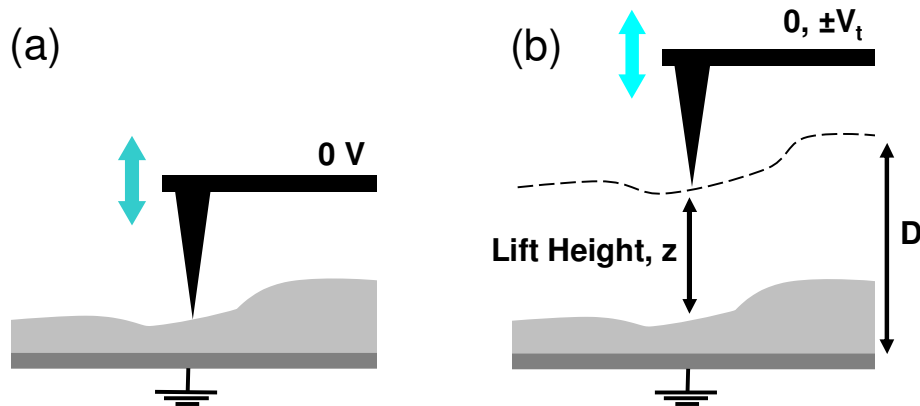 (a)
0 V
(b)
0, ±Vₜ
Lift Height, z
D